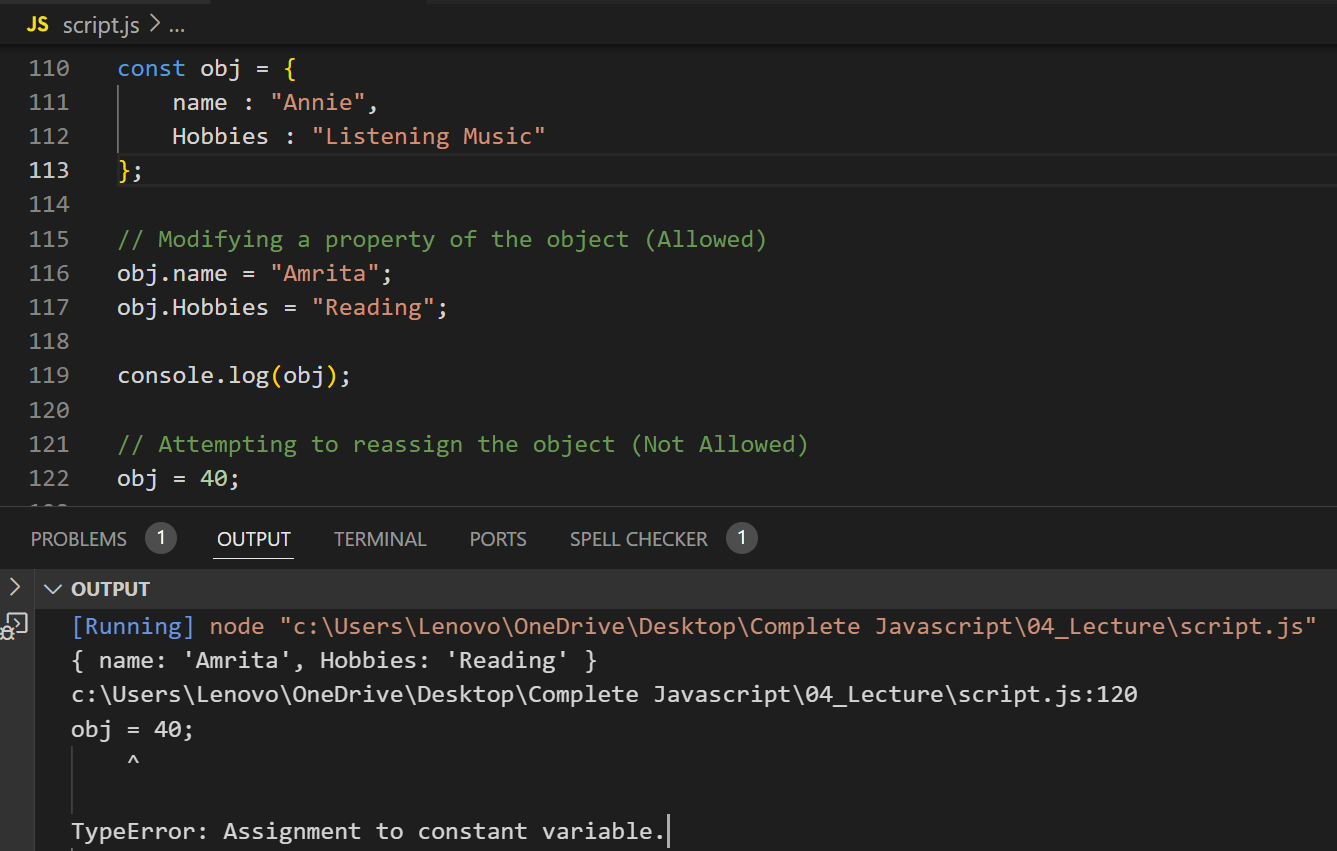 JS script.js > ...
110 const obj = {
111     name : "Annie",
112     Hobbies : "Listening Music"
113 };
114
115 // Modifying a property of the object (Allowed)
116 obj.name = "Amrita";
117 obj.Hobbies = "Reading";
118
119 console.log(obj);
120
121 // Attempting to reassign the object (Not Allowed)
122 obj = 40;
PROBLEMS 1 OUTPUT TERMINAL PORTS SPELL CHECKER 1
OUTPUT
[Running] node "c:\Users\Lenovo\OneDrive\Desktop\Complete Javascript\04_Lecture\script.js"
{ name: 'Amrita', Hobbies: 'Reading' }
c:\Users\Lenovo\OneDrive\Desktop\Complete Javascript\04_Lecture\script.js:120
obj = 40;
    ^
TypeError: Assignment to constant variable.